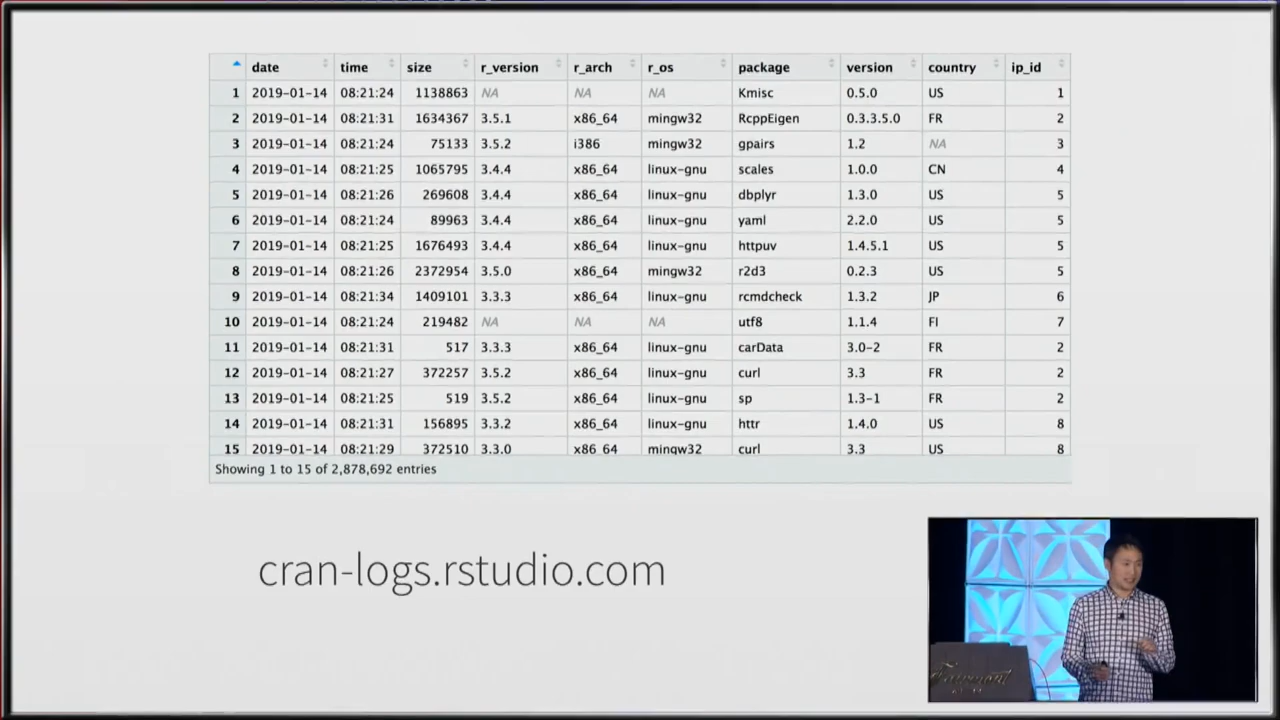 date time size r_version r_arch r_os package version country ip_id
1 2019-01-14 08:21:24 1138863 NA NA NA Kmisc 0.5.0 US 1
2 2019-01-14 08:21:31 1634367 3.5.1 x86_64 mingw32 RcppEigen 0.3.3.5.0 FR 2
3 2019-01-14 08:21:24 75133 3.5.2 i386 mingw32 gpairs 1.2 NA 3
4 2019-01-14 08:21:25 1065795 3.4.4 x86_64 linux-gnu scales 1.0.0 CN 4
5 2019-01-14 08:21:26 269608 3.4.4 x86_64 linux-gnu dbplyr 1.3.0 US 5
6 2019-01-14 08:21:24 89963 3.4.4 x86_64 linux-gnu yaml 2.2.0 US 5
7 2019-01-14 08:21:25 1676493 3.4.4 x86_64 linux-gnu httpuv 1.4.5.1 US 5
8 2019-01-14 08:21:26 2372954 3.5.0 x86_64 mingw32 r2d3 0.2.3 US 5
9 2019-01-14 08:21:34 1409101 3.3.3 x86_64 linux-gnu rcmdcheck 1.3.2 JP 6
10 2019-01-14 08:21:24 219482 NA NA NA utf8 1.1.4 FI 7
11 2019-01-14 08:21:31 517 3.3.3 x86_64 linux-gnu carData 3.0-2 FR 2
12 2019-01-14 08:21:27 372257 3.5.2 x86_64 linux-gnu curl 3.3 FR 2
13 2019-01-14 08:21:25 519 3.5.2 x86_64 linux-gnu sp 1.3-1 FR 2
14 2019-01-14 08:21:31 156895 3.3.2 x86_64 linux-gnu httr 1.4.0 US 8
15 2019-01-14 08:21:29 372510 3.3.0 x86_64 mingw32 curl 3.3 US 8
Showing 1 to 15 of 2,878,692 entries
cran-logs.rstudio.com
Fairmont